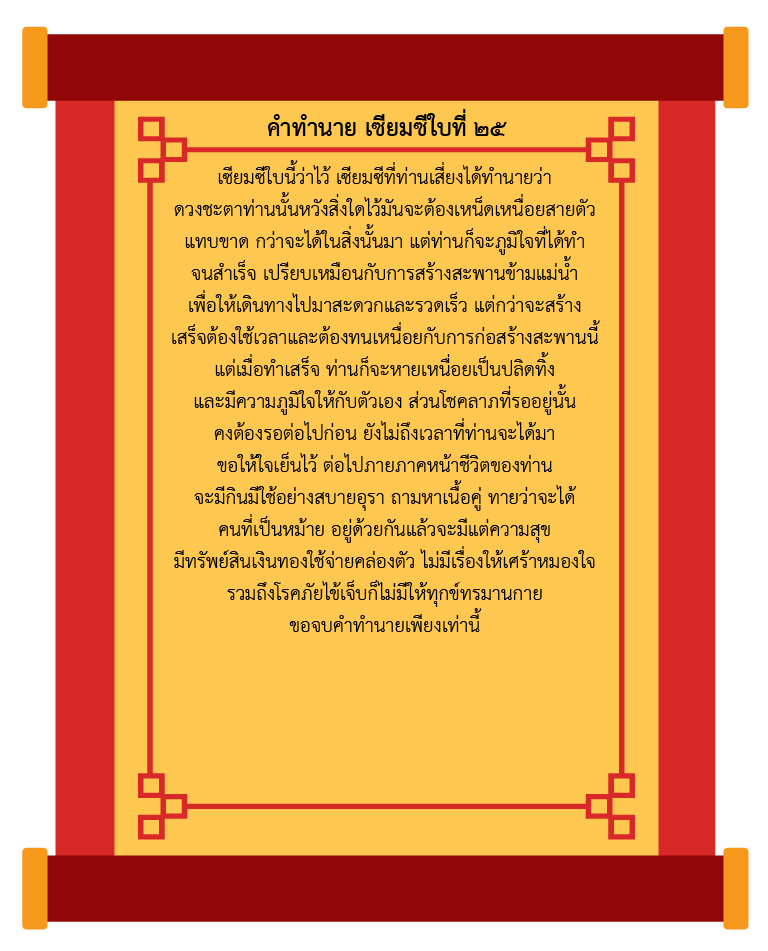 คำทำนาย เซียมซีใบที่ ๒๕
เซียมซีใบนี้ว่าไว้ เซียมซีที่ท่านเสี่ยงได้ทำนายว่า
ดวงชะตาท่านนั้นหวังสิ่งใดไว้มันจะต้องเหน็ดเหนื่อยสายตัว
แทบขาด กว่าจะได้ในสิ่งนั้นมา แต่ท่านก็จะภูมิใจที่ได้ทำ
จนสำเร็จ เปรียบเหมือนกับการสร้างสะพานข้ามแม่น้ำ
เพื่อให้เดินทางไปมาสะดวกและรวดเร็ว แต่กว่าจะสร้าง
เสร็จต้องใช้เวลาและต้องทนเหนื่อยกับการก่อสร้างสะพานนี้
แต่เมื่อทำเสร็จ ท่านก็จะหายเหนื่อยเป็นปลิดทิ้ง
และมีความภูมิใจให้กับตัวเอง ส่วนโชคลาภที่รออยู่นั้น
คงต้องรอต่อไปก่อน ยังไม่ถึงเวลาที่ท่านจะได้มา
ขอให้ใจเย็นไว้ ต่อไปภายภาคหน้าชีวิตของท่าน
จะมีกินมีใช้อย่างสบายอุรา ถามหาเนื้อคู่ ทายว่าจะได้
คนที่เป็นหม้าย อยู่ด้วยกันแล้วจะมีแต่ความสุข
มีทรัพย์สินเงินทองใช้จ่ายคล่องตัว ไม่มีเรื่องให้เศร้าหมองใจ
รวมถึงโรคภัยไข้เจ็บก็ไม่มีให้ทุกข์ทรมานกาย
ขอจบคำทำนายเพียงเท่านี้